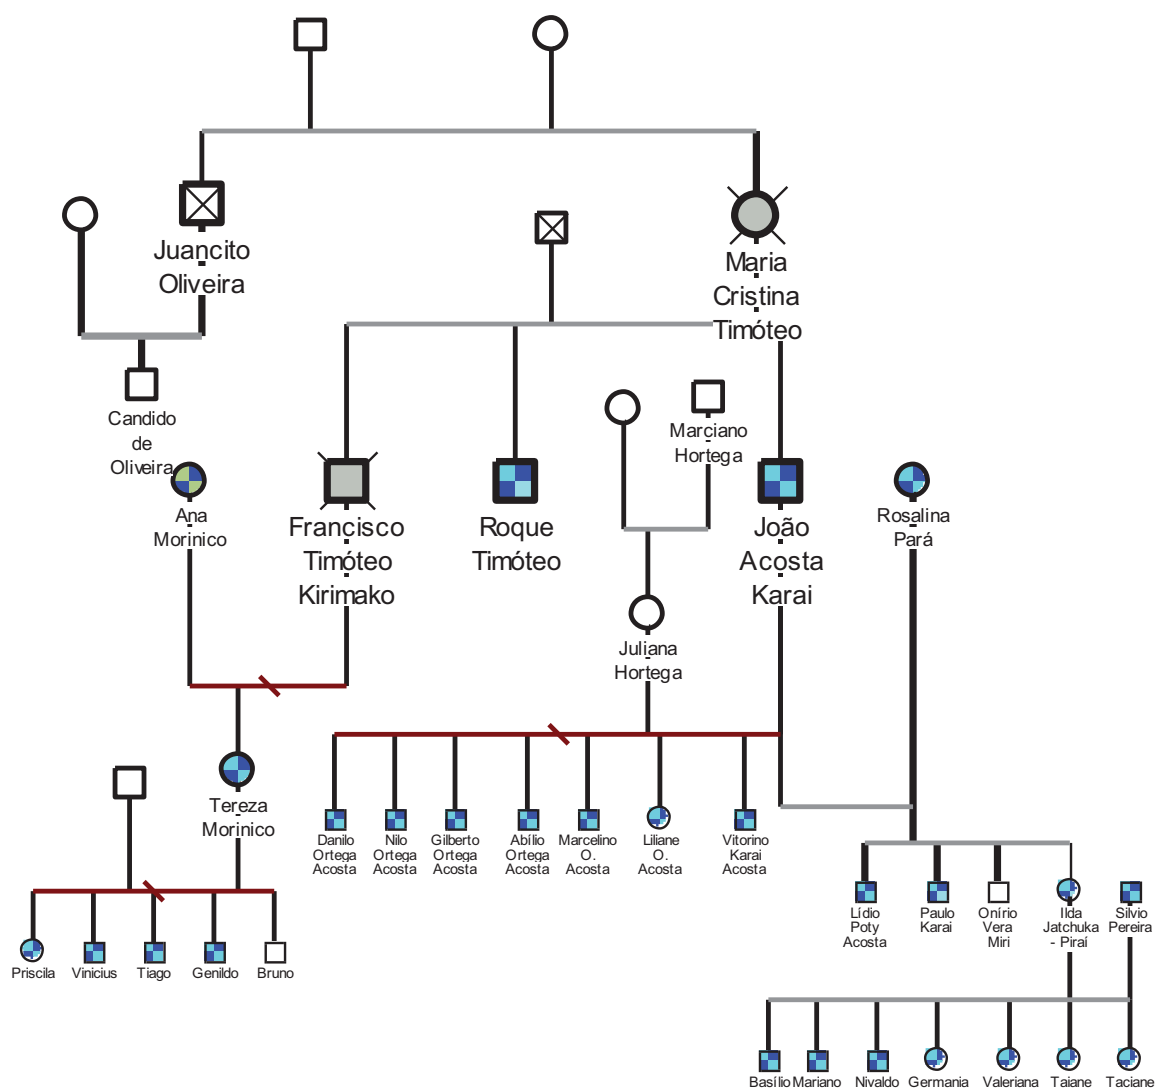 Juancito
Oliveira
Maria
Cristina
Timóteo
Candido
de
Oliveira
Marciano
Hortega
Ana
Morinico
Francisco
Timóteo
Kirimako
Roque
Timóteo
João
Acosta
Karai
Rosalina
Pará
Juliana
Hortega
Tereza
Morinico
Danilo
Ortega
Acosta
Nilo
Ortega
Acosta
Gilberto
Ortega
Acosta
Abílio
Ortega
Acosta
Marcelino
O.
Acosta
Liliane
O.
Acosta
Vitorino
Karai
Acosta
Lídio
Poty
Acosta
Paulo
Karai
Onírio
Vera
Miri
Ilda
Jatchuka
- Piraí
Silvio
Pereira
Priscila
Vinicius
Tiago
Genildo
Bruno
Basílio
Mariano
Nivaldo
Germania
Valeriana
Taiane
Taciane